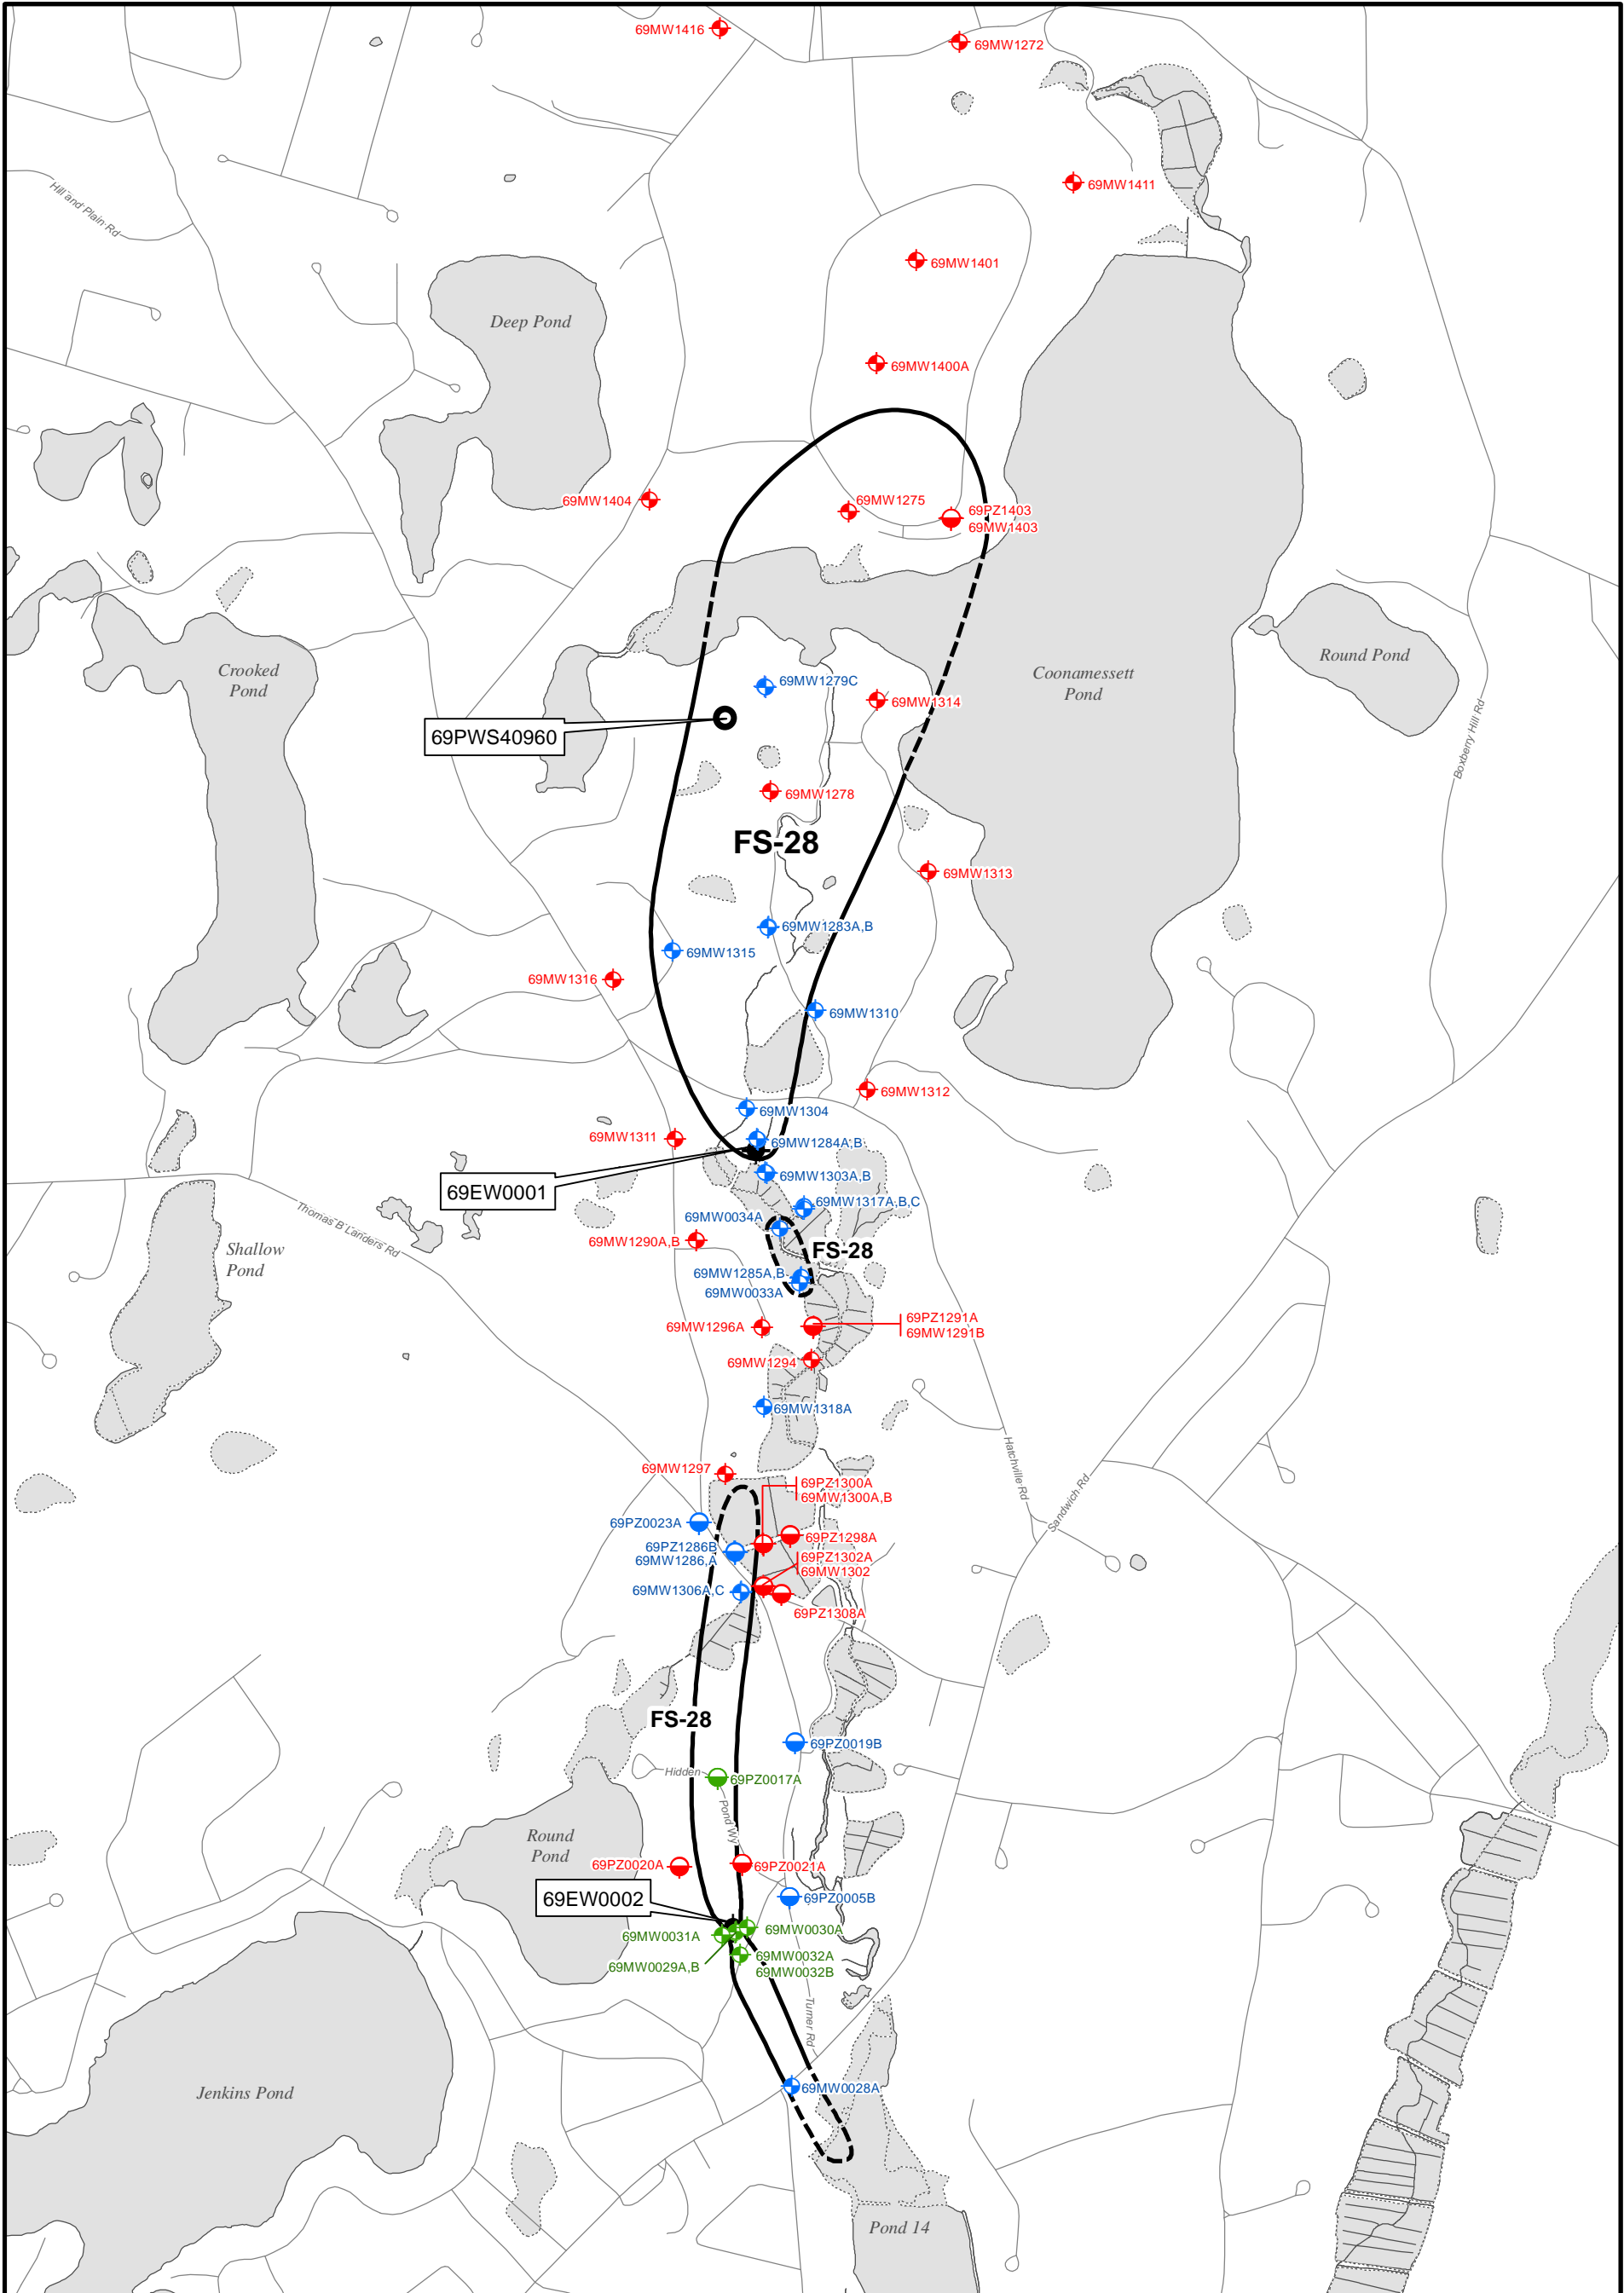 69MW1416
69MW1272
69MW1411
Hill and Plain Rd
69MW1401
Deep Pond
69MW1400A
69MW1404
69MW1275
69PZ1403
69MW1403
Crooked
Pond
Round Pond
Coonamessett
Pond
69MW1279C
69MW1314
69PWS40960
Boxberry Hill Rd
69MW1278
FS-28
69MW1313
69MW1283A,B
69MW1315
69MW1316
69MW1310
69MW1312
69MW1304
69MW1311
69MW1284A,B
69MW1303A,B
69EW0001
69MW1317A,B,C
69MW0034A
Thomas B Landers Rd
69MW1290A,B
FS-28
Shallow
Pond
69MW1285A,B
69MW0033A
69PZ1291A
69MW1291B
69MW1296A
69MW1294
69MW1318A
Hatchville Rd
69MW1297
69PZ1300A
69MW1300A,B
Sandwich Rd
69PZ0023A
69PZ1298A
69PZ1286B
69MW1286,A
69PZ1302A
69MW1302
69MW1306A,C
69PZ1308A
FS-28
69PZ0019B
Hidden
69PZ0017A
Pond Wy
Round
Pond
69PZ0020A
69PZ0021A
69EW0002
69PZ0005B
69MW0030A
69MW0031A
69MW0032A
69MW0029A,B
69MW0032B
Turner Rd
69MW0028A
Jenkins Pond
Pond 14